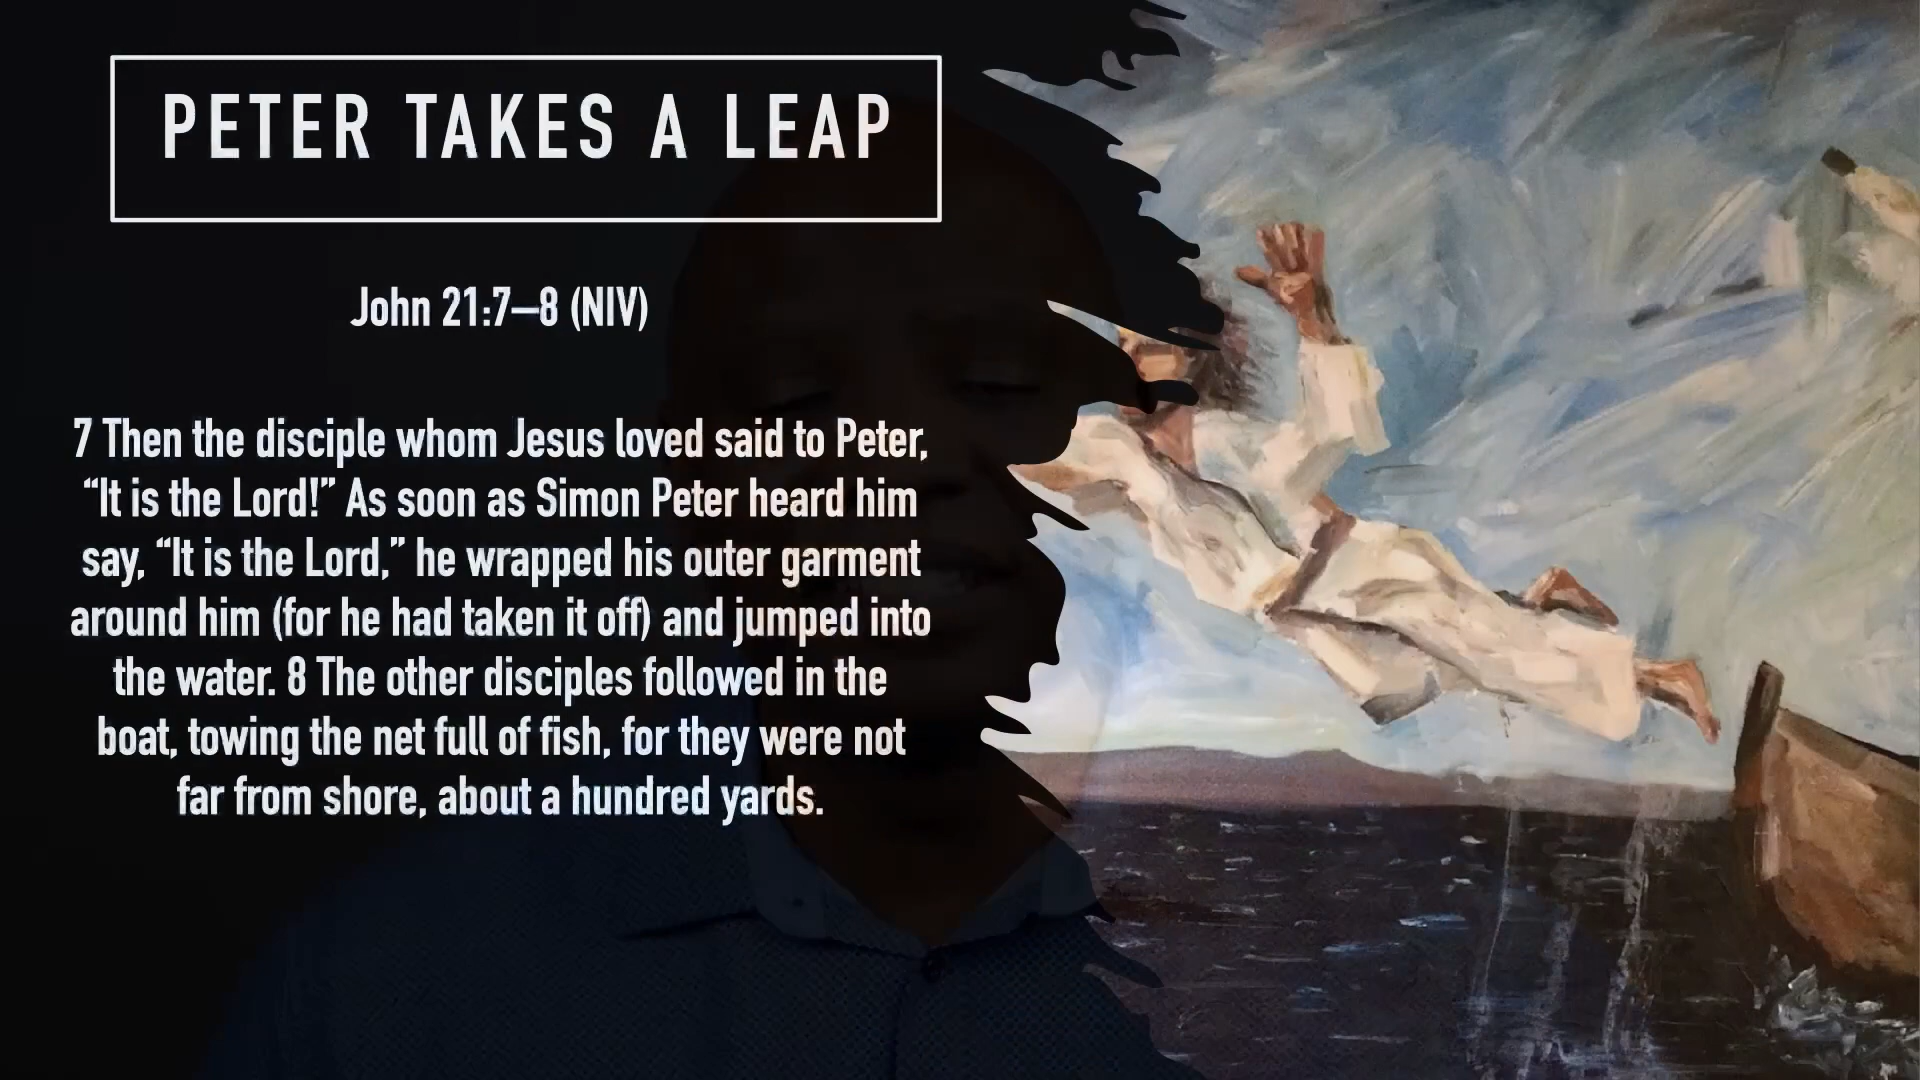 PETER TAKES A LEAP
John 21:7–8 (NIV)
7 Then the disciple whom Jesus loved said to Peter,
“It is the Lord!” As soon as Simon Peter heard him
say, “It is the Lord,” he wrapped his outer garment
around him (for he had taken it off) and jumped into
the water. 8 The other disciples followed in the
boat, towing the net full of fish, for they were not
far from shore, about a hundred yards.